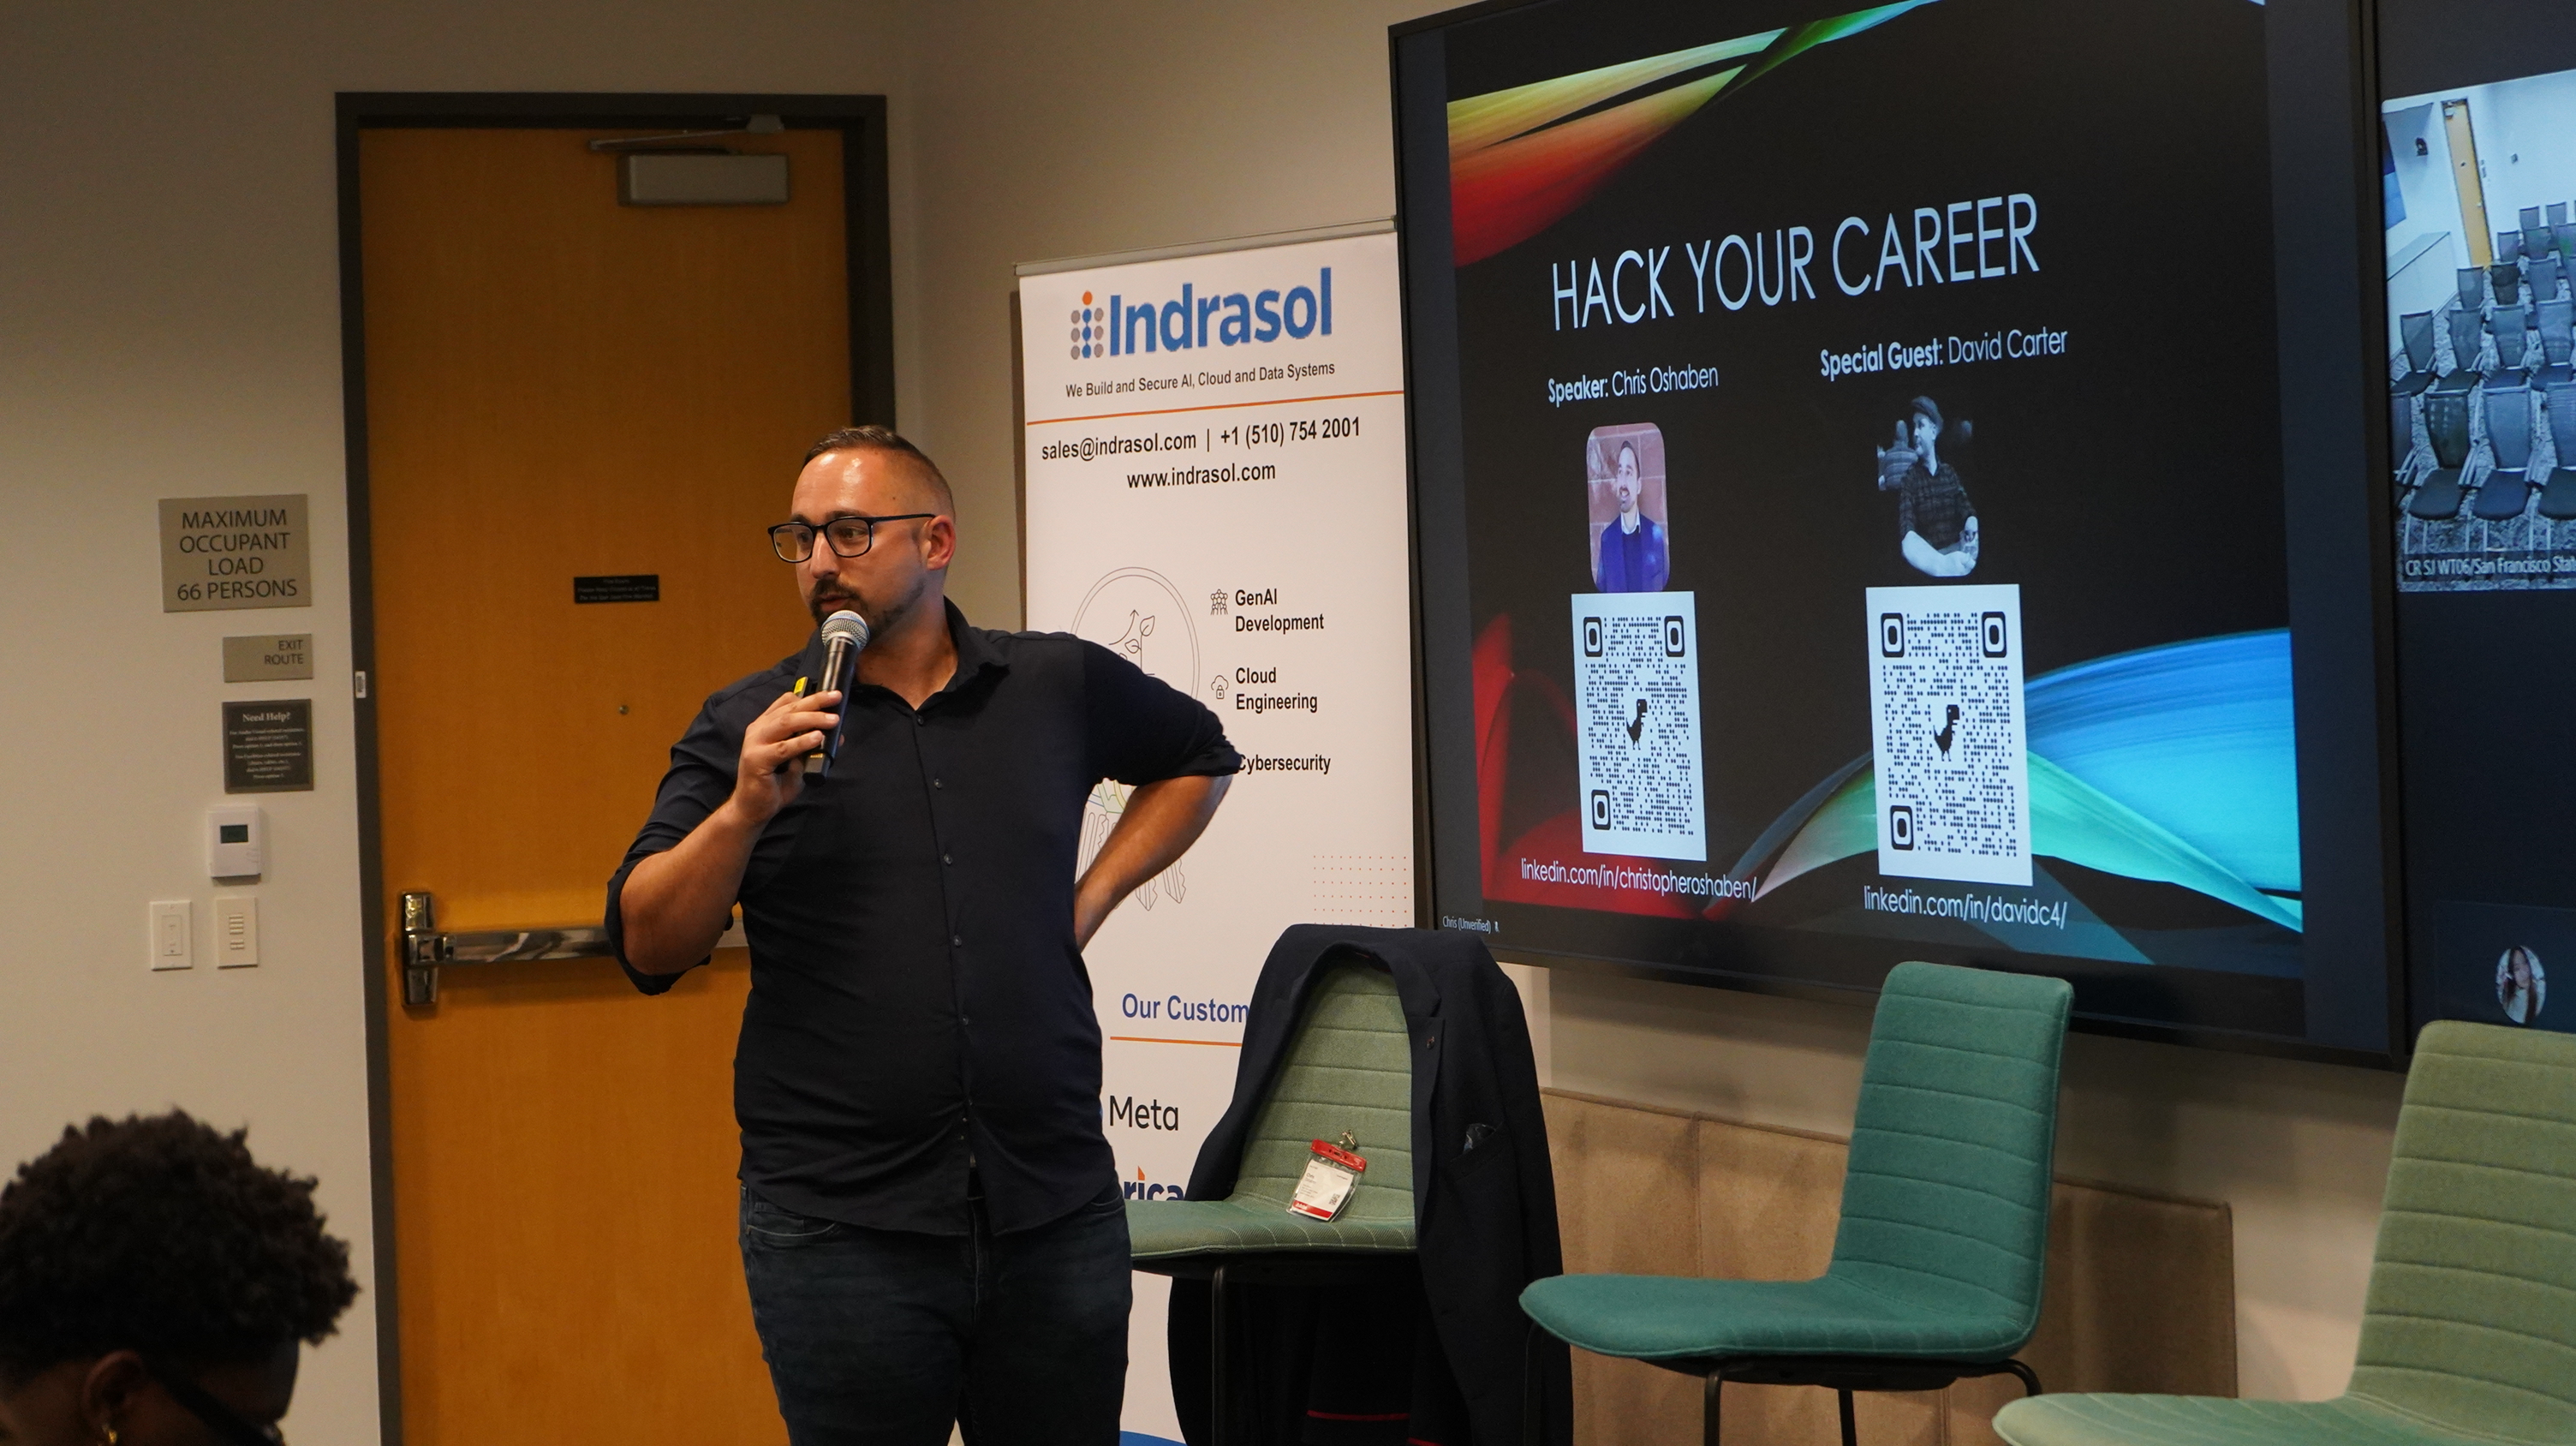 MAXIMUM
OCCUPANT
LOAD
66 PERSONS
EXIT
ROUTE
Need Help?
Indrasol
We Build and Secure AI, Cloud and Data Systems
sales@indrasol.com | +1 (510) 754 2001
www.indrasol.com
GenAI
Development
Cloud
Engineering
Cybersecurity
Our Custom
Meta
rica
HACK YOUR CAREER
Speaker: Chris Oshaben
Special Guest: David Carter
linkedin.com/in/christopheroshaben/
linkedin.com/in/davidc4/
Chris (Unverified)
CR SJ WT06/San Francisco Stat